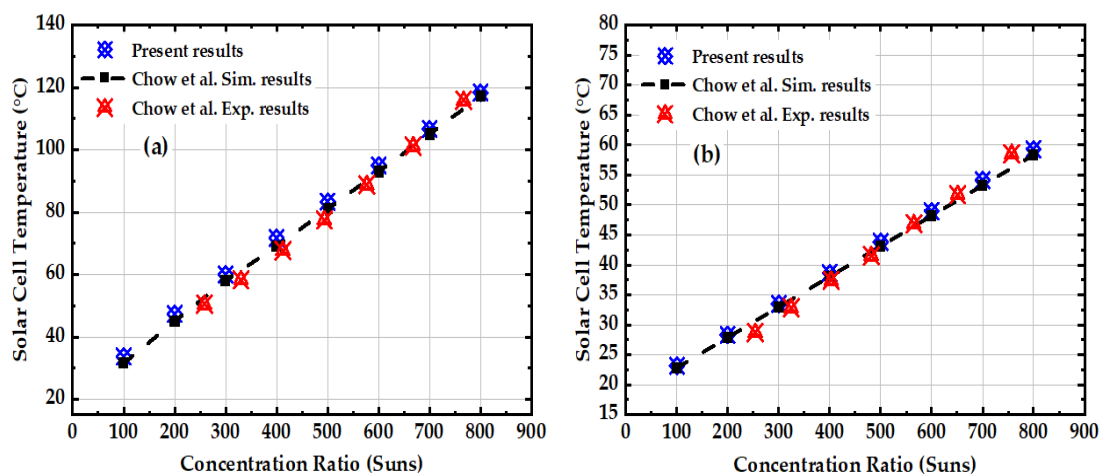 140
120
100
80
60
40
20
Solar Cell Temperature (°C)
Present results
Chow et al. Sim. results
Chow et al. Exp. results
(a)
0 100 200 300 400 500 600 700 800 900
Concentration Ratio (Suns)
80
75
70
65
60
55
50
45
40
35
30
25
20
15
Solar Cell Temperature (°C)
Present results
Chow et al. Sim. results
Chow et al. Exp. results
(b)
0 100 200 300 400 500 600 700 800 900
Concentration Ratio (Suns)